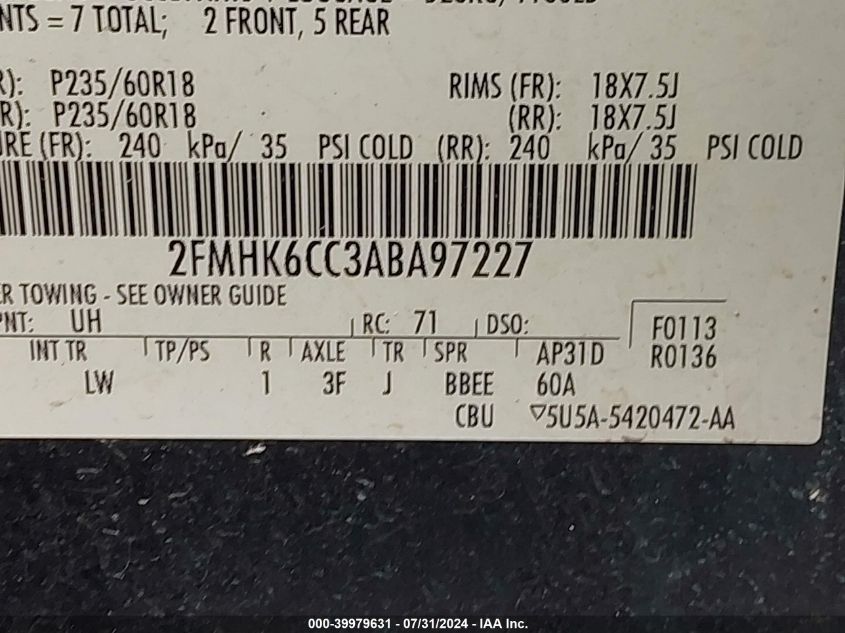 NTS = 7 TOTAL; 2 FRONT, 5 REAR
R): P235/60R18 RIMS (FR): 18X7.5J
R): P235/60R18 (RR): 18X7.5J
URE (FR): 240 kPa/ 35 PSI COLD (RR): 240 kPa/ 35 PSI COLD
2FMHK6CC3ABA97227
R TOWING - SEE OWNER GUIDE
PNT: UH RC: 71 DSO: F0113
INT TR TP/PS R AXLE TR SPR AP31D R0136
LW 1 3F J BBEE 60A
CBU ▽5U5A-5420472-AA
000-39979631 - 07/31/2024 - IAA Inc.